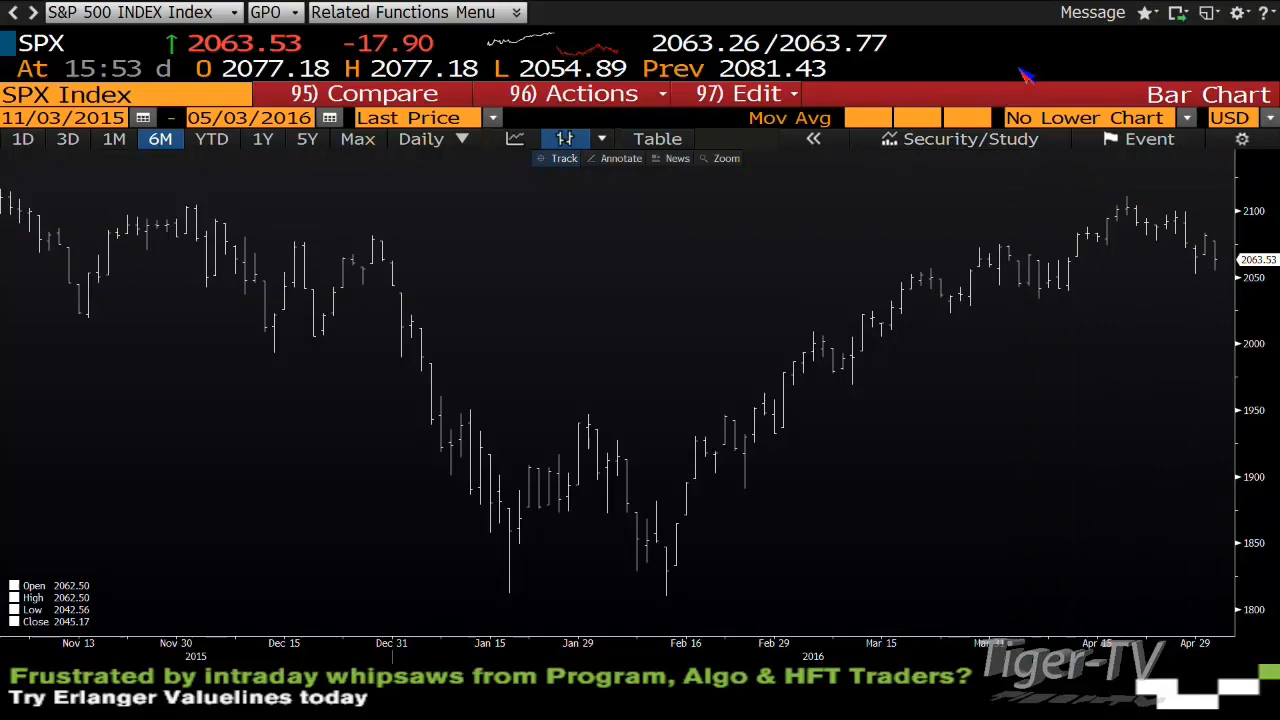 S&P 500 INDEX Index GPO Related Functions Menu Message ?
SPX 2063.53 -17.90 2063.26/2063.77
At 15:53 d O 2077.18 H 2077.18 L 2054.89 Prev 2081.43
SPX Index 95) Compare 96) Actions 97) Edit Bar Chart
11/03/2015 - 05/03/2016 Last Price Mov Avg No Lower Chart USD
1D 3D 1M 6M YTD 1Y 5Y Max Daily Table Security/Study Event
Track Annotate News Zoom
2100
2063.53
2050
2000
1950
1900
1850
1800
Open 2062.50
High 2062.50
Low 2042.56
Close 2045.17
Nov 13 Nov 30 Dec 15 Dec 31 Jan 15 Jan 29 Feb 16 Feb 29 Mar 15 Mar 31 Apr 15 Apr 29
2015 2016
Tiger-TV
Frustrated by intraday whipsaws from Program, Algo & HFT Traders?
Try Erlanger Valuelines today